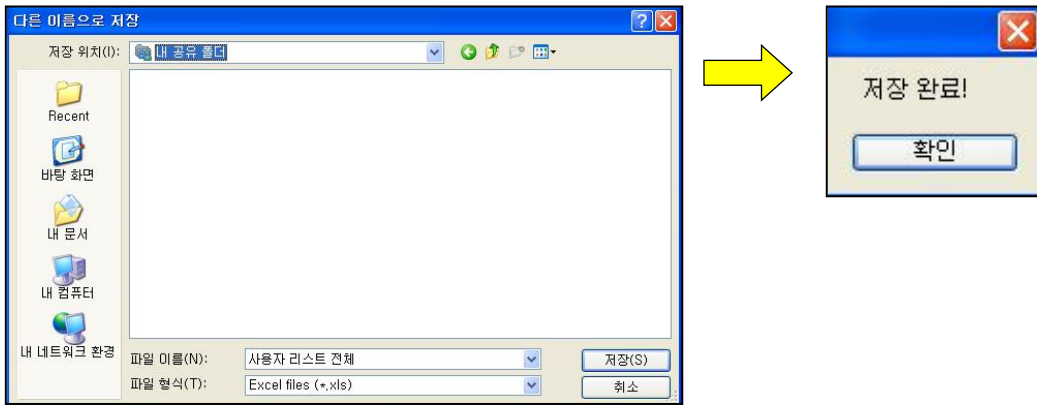 다른 이름으로 저장
저장 위치(I): 내 공유 폴더
Recent
바탕 화면
내 문서
내 컴퓨터
내 네트워크 환경
파일 이름(N): 사용자 리스트 전체 저장(S)
파일 형식(T): Excel files (*.xls) 취소
저장 완료!
확인